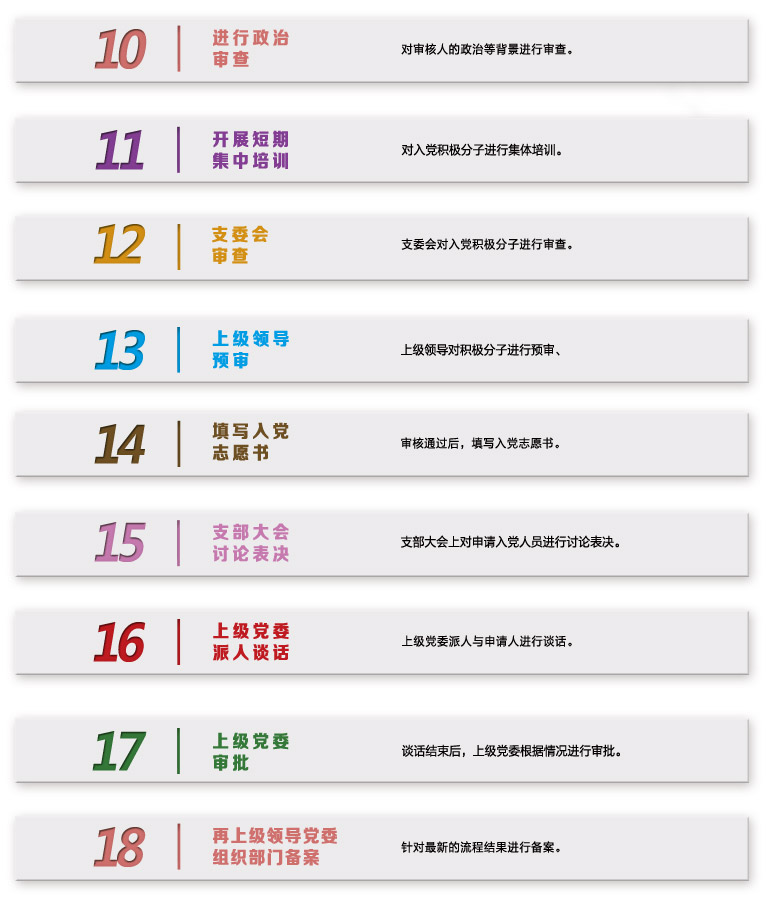 10
进行政治
审查
对审核人的政治等背景进行审查。
11
开展短期
集中培训
对入党积极分子进行集体培训。
12
支委会
审查
支委会对入党积极分子进行审查。
13
上级领导
预审
上级领导对积极分子进行预审、
14
填写入党
志愿书
审核通过后，填写入党志愿书。
15
支部大会
讨论表决
支部大会上对申请入党人员进行讨论表决。
16
上级党委
派人谈话
上级党委派人与申请人进行谈话。
17
上级党委
审批
谈话结束后，上级党委根据情况进行审批。
18
再上级领导党委
组织部门备案
针对最新的流程结果进行备案。